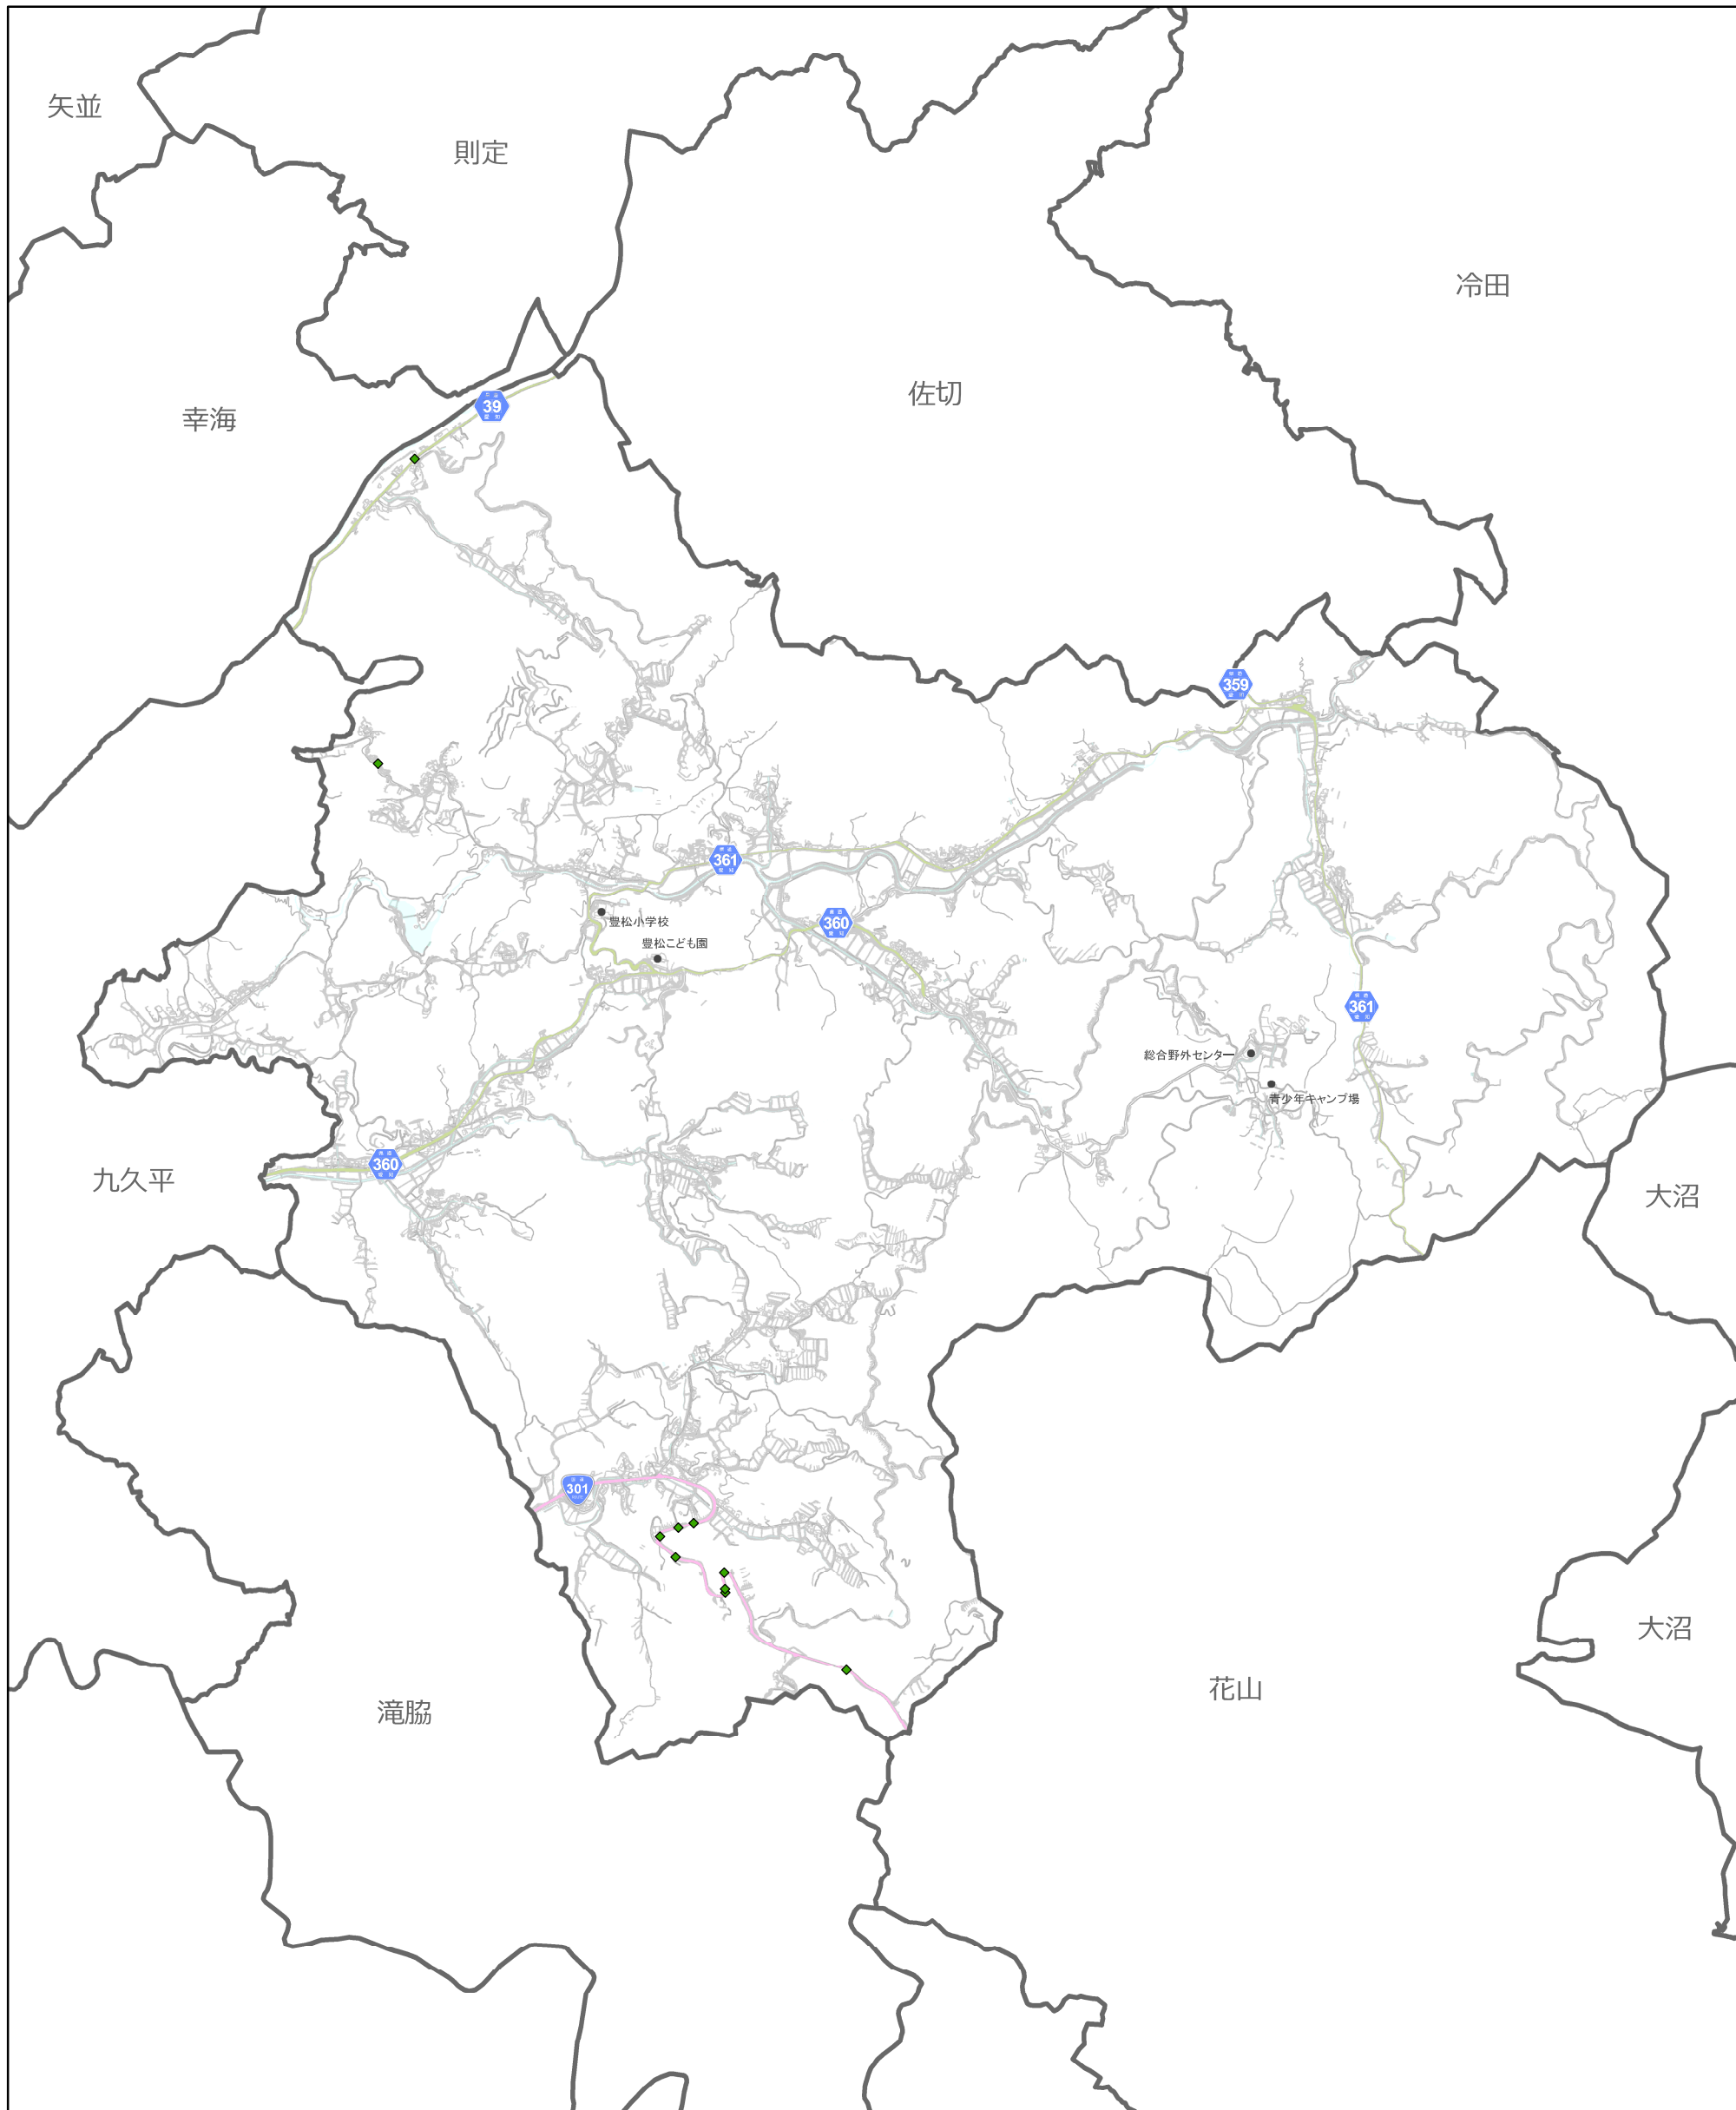 矢並
則定
冷田
佐切
幸海
39
359
361
360
豊松小学校
豊松こども園
361
総合野外センター
青少年キャンプ場
360
九久平
大沼
301
大沼
花山
滝脇